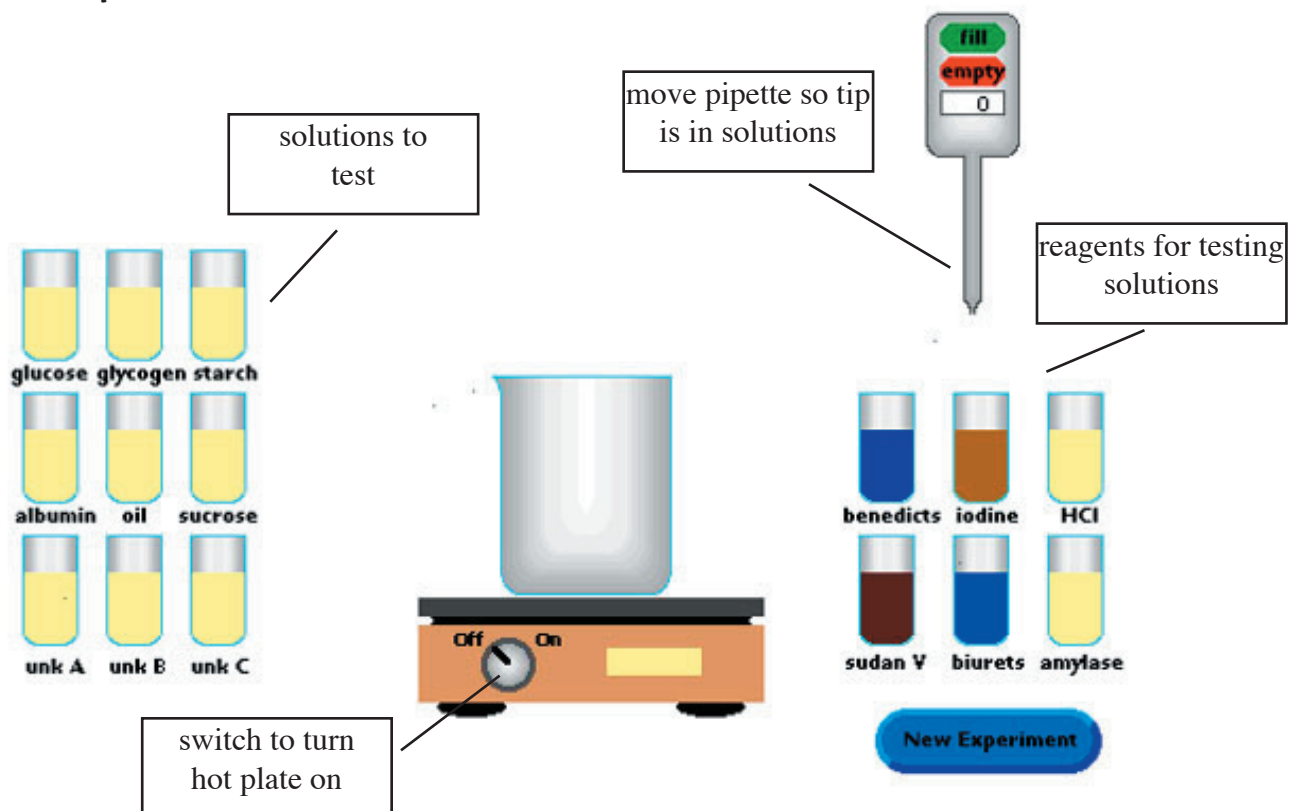 fill
empty
0
move pipette so tip
is in solutions
solutions to
test
reagents for testing
solutions
glucose glycogen starch
albumin oil sucrose
unk A unk B unk C
benedicts iodine HCl
sudan V biurets amylase
Off On
switch to turn
hot plate on
New Experiment